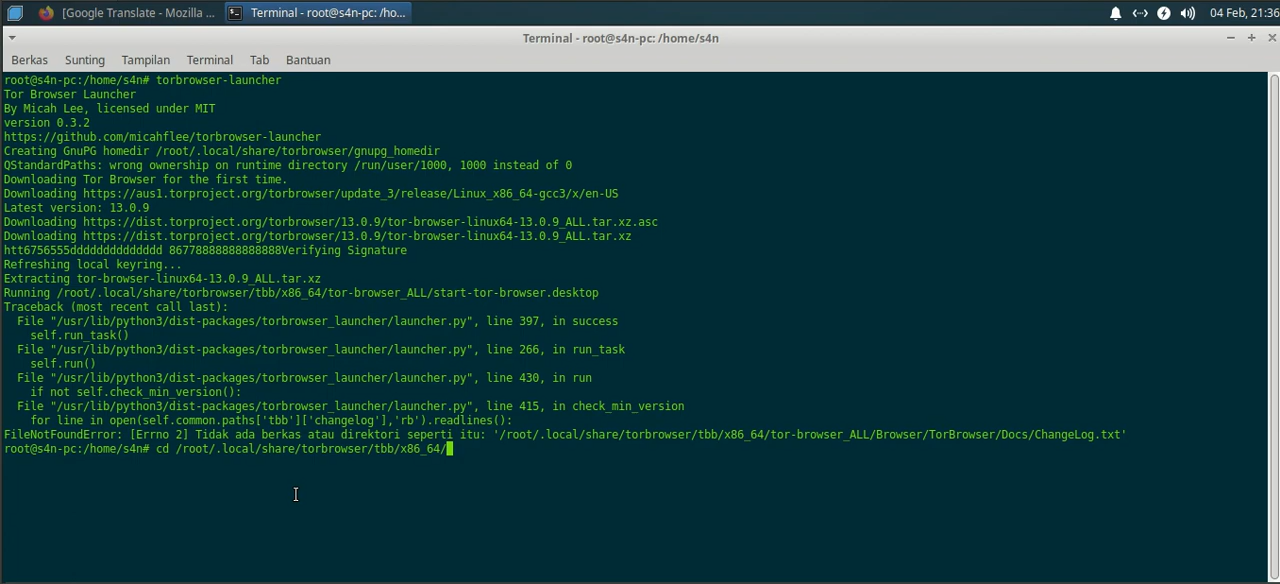 [Google Translate - Mozilla ...
Terminal - root@s4n-pc: /ho...
04 Feb, 21:36
Terminal - root@s4n-pc: /home/s4n
Berkas Sunting Tampilan Terminal Tab Bantuan
root@s4n-pc:/home/s4n# torbrowser-launcher
Tor Browser Launcher
By Micah Lee, licensed under MIT
version 0.3.2
https://github.com/micahflee/torbrowser-launcher
Creating GnuPG homedir /root/.local/share/torbrowser/gnupg_homedir
QStandardPaths: wrong ownership on runtime directory /run/user/1000, 1000 instead of 0
Downloading Tor Browser for the first time.
Downloading https://aus1.torproject.org/torbrowser/update_3/release/Linux_x86_64-gcc3/x/en-US
Latest version: 13.0.9
Downloading https://dist.torproject.org/torbrowser/13.0.9/tor-browser-linux64-13.0.9_ALL.tar.xz.asc
Downloading https://dist.torproject.org/torbrowser/13.0.9/tor-browser-linux64-13.0.9_ALL.tar.xz
htt6756555dddddddddddddd 86778888888888888Verifying Signature
Refreshing local keyring...
Extracting tor-browser-linux64-13.0.9_ALL.tar.xz
Running /root/.local/share/torbrowser/tbb/x86_64/tor-browser_ALL/start-tor-browser.desktop
Traceback (most recent call last):
  File "/usr/lib/python3/dist-packages/torbrowser_launcher/launcher.py", line 397, in success
    self.run_task()
  File "/usr/lib/python3/dist-packages/torbrowser_launcher/launcher.py", line 266, in run_task
    self.run()
  File "/usr/lib/python3/dist-packages/torbrowser_launcher/launcher.py", line 430, in run
    if not self.check_min_version():
  File "/usr/lib/python3/dist-packages/torbrowser_launcher/launcher.py", line 415, in check_min_version
    for line in open(self.common.paths['tbb']['changelog'],'rb').readlines():
FileNotFoundError: [Errno 2] Tidak ada berkas atau direktori seperti itu: '/root/.local/share/torbrowser/tbb/x86_64/tor-browser_ALL/Browser/TorBrowser/Docs/ChangeLog.txt'
root@s4n-pc:/home/s4n# cd /root/.local/share/torbrowser/tbb/x86_64/